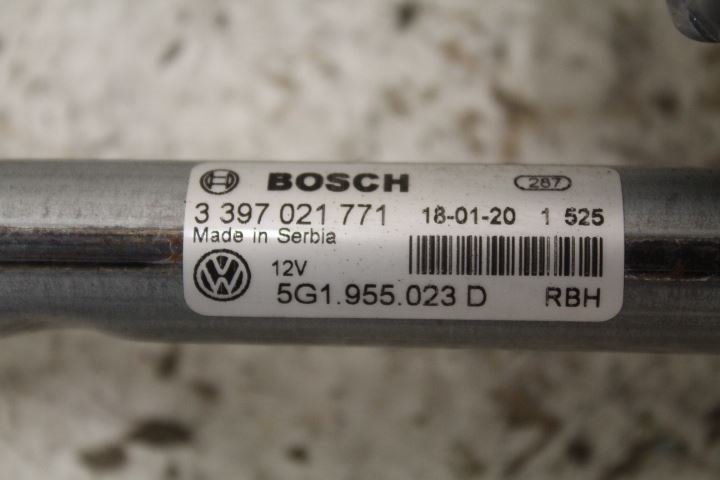 BOSCH 287
3 397 021 771 18-01-20 1 525
Made in Serbia
12V
5G1.955.023 D RBH